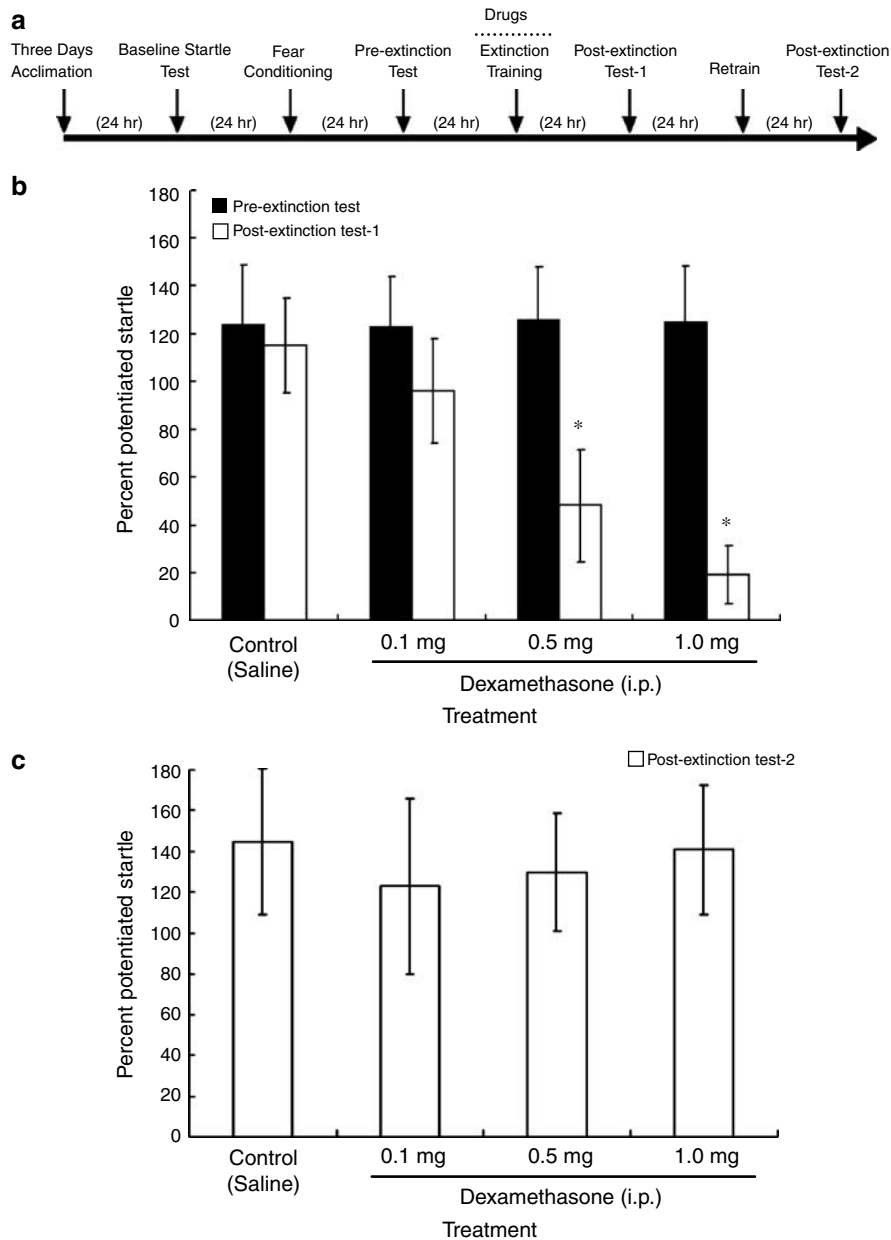 a
Drugs
Three Days Acclimation
Baseline Startle Test
Fear Conditioning
Pre-extinction Test
Extinction Training
Post-extinction Test-1
Retrain
Post-extinction Test-2
(24 hr) (24 hr) (24 hr) (24 hr) (24 hr) (24 hr) (24 hr)
b
Pre-extinction test
Post-extinction test-1
Percent potentiated startle
180
160
140
120
100
80
60
40
20
0
*
*
Control (Saline)
0.1 mg
0.5 mg
1.0 mg
Dexamethasone (i.p.)
Treatment
c
Post-extinction test-2
Percent potentiated startle
180
160
140
120
100
80
60
40
20
0
Control (Saline)
0.1 mg
0.5 mg
1.0 mg
Dexamethasone (i.p.)
Treatment